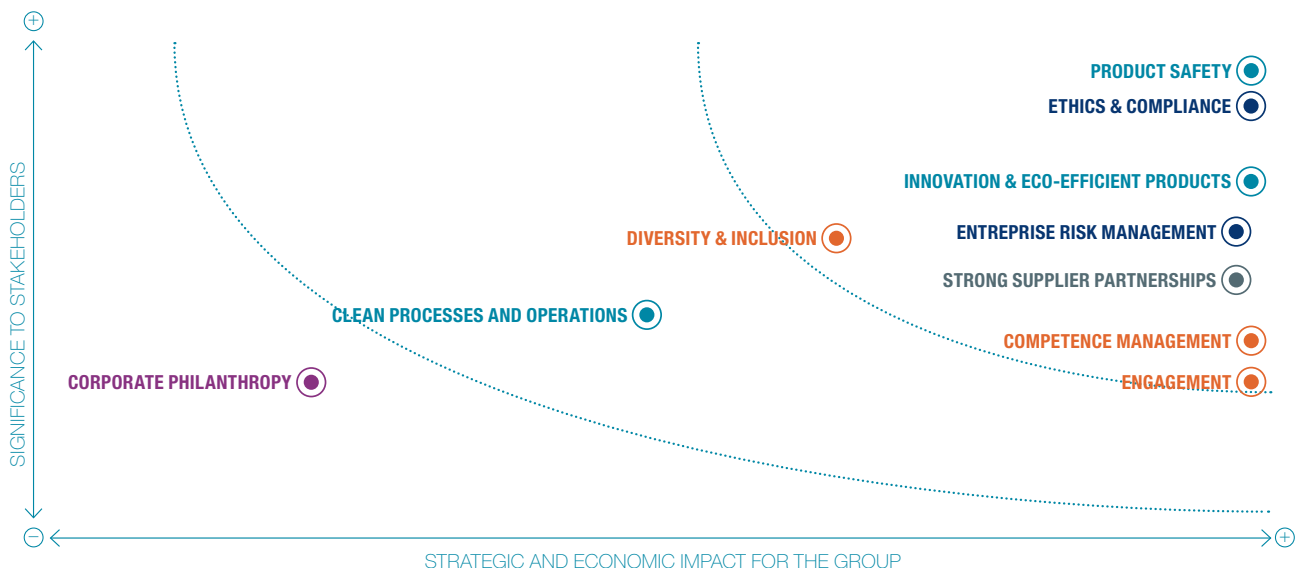 +
PRODUCT SAFETY
ETHICS & COMPLIANCE
INNOVATION & ECO-EFFICIENT PRODUCTS
ENTREPRISE RISK MANAGEMENT
DIVERSITY & INCLUSION
STRONG SUPPLIER PARTNERSHIPS
CLEAN PROCESSES AND OPERATIONS
COMPETENCE MANAGEMENT
CORPORATE PHILANTHROPY
ENGAGEMENT
SIGNIFICANCE TO STAKEHOLDERS
−
+
STRATEGIC AND ECONOMIC IMPACT FOR THE GROUP